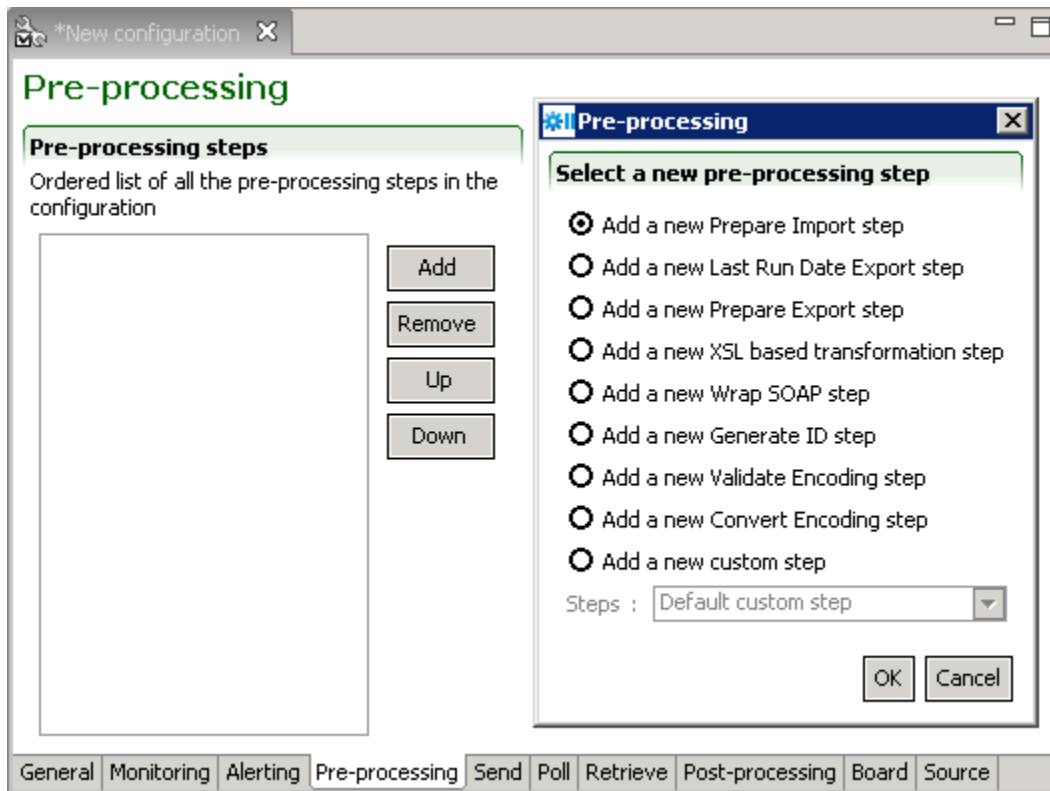 *New configuration
Pre-processing
Pre-processing steps
Ordered list of all the pre-processing steps in the
configuration
Add
Remove
Up
Down
Pre-processing
Select a new pre-processing step
Add a new Prepare Import step
Add a new Last Run Date Export step
Add a new Prepare Export step
Add a new XSL based transformation step
Add a new Wrap SOAP step
Add a new Generate ID step
Add a new Validate Encoding step
Add a new Convert Encoding step
Add a new custom step
Steps : Default custom step
OK Cancel
General Monitoring Alerting Pre-processing Send Poll Retrieve Post-processing Board Source